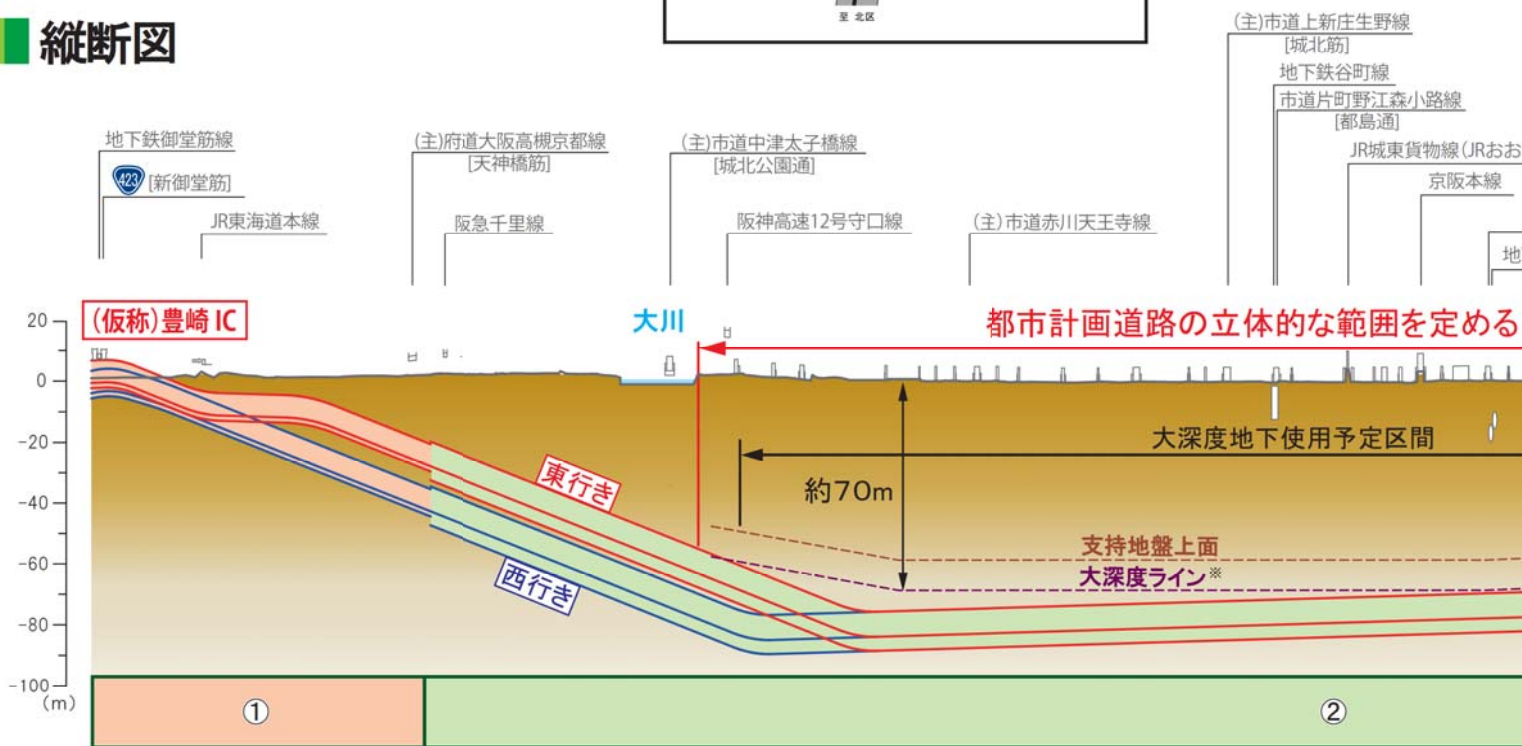 至 北区
縦断図
(主)市道上新庄生野線
[城北筋]
地下鉄谷町線
市道片町野江森小路線
[都島通]
地下鉄御堂筋線
423 [新御堂筋]
JR東海道本線
(主)府道大阪高槻京都線
[天神橋筋]
阪急千里線
(主)市道中津太子橋線
[城北公園通]
阪神高速12号守口線
(主)市道赤川天王寺線
JR城東貨物線(JRおお
京阪本線
地
(仮称)豊崎IC
大川
都市計画道路の立体的な範囲を定める
大深度地下使用予定区間
約70m
支持地盤上面
大深度ライン※
東行き
西行き
20
0
-20
-40
-60
-80
-100
(m)
①
②